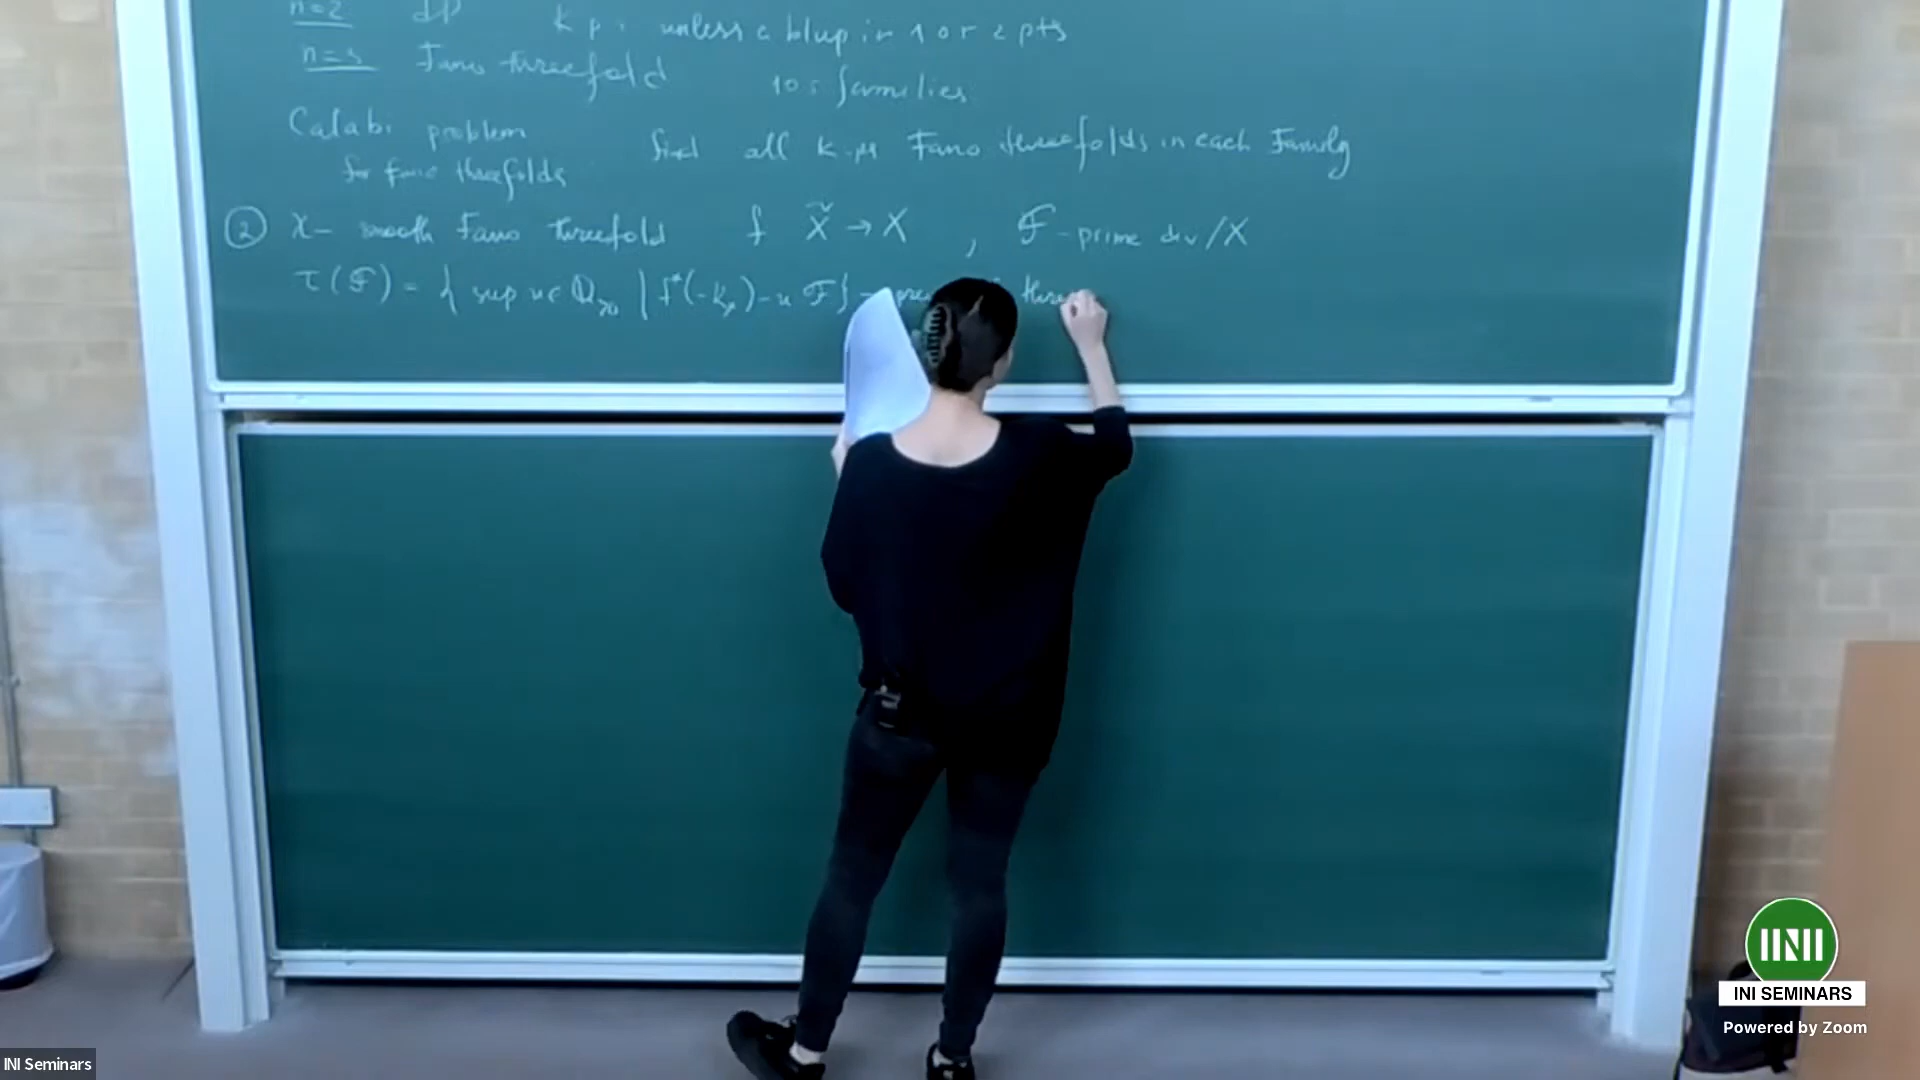 n=2 dP K ps unless a blup in 1 or 2 pts
n=3 Fano threefold 105 families
Calabi problem find all K-ps Fano threefolds in each Family
for Fano threefolds
② X- smooth Fano threefold f X̃ → X , F - prime div/X
τ(F) = { sup u∈ℚ>0 | f*(-Kx)-u F}
INI SEMINARS
Powered by Zoom
INI Seminars